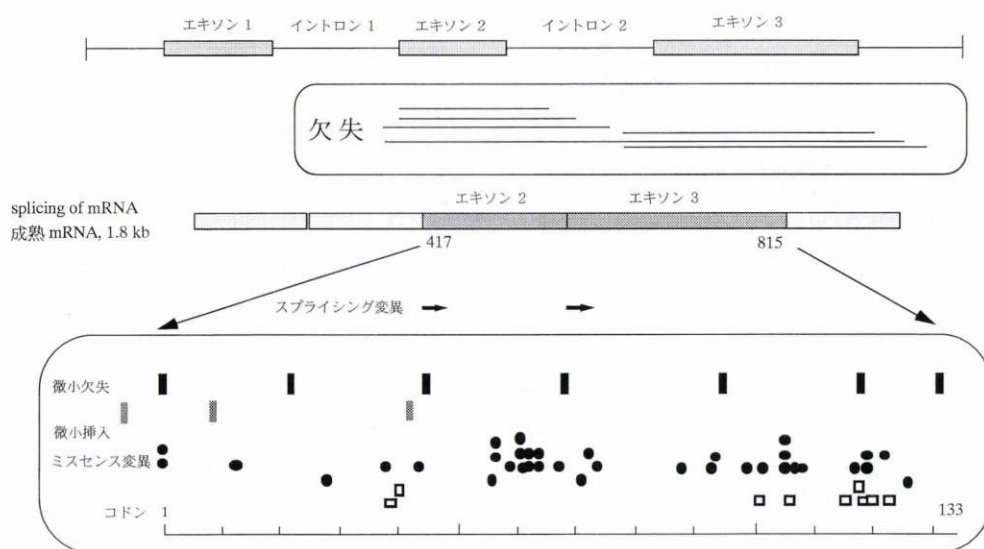 エキソン 1 イントロン 1 エキソン 2 イントロン 2 エキソン 3
欠 失
エキソン 2 エキソン 3
splicing of mRNA
成熟 mRNA, 1.8 kb
417 815
スプライシング変異
微小欠失
微小挿入
ミスセンス変異
コドン 1 133